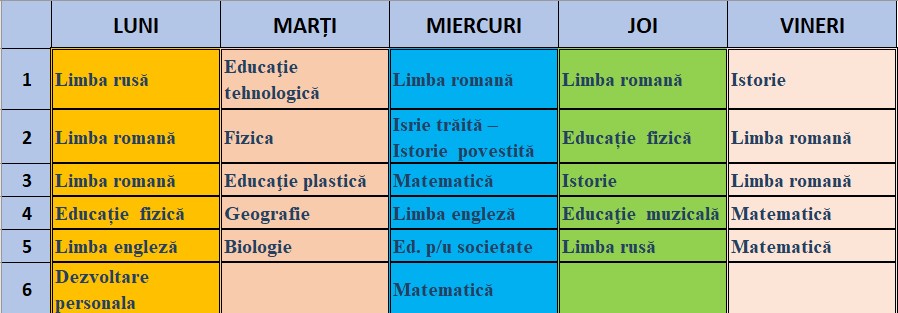 LUNI MARȚI MIERCURI JOI VINERI
1 Limba rusă Educație tehnologică Limba romană Limba romană Istorie
2 Limba romană Fizica Isrie trăită – Istorie povestită Educație fizică Limba romană
3 Limba romană Educație plastică Matematică Istorie Limba romană
4 Educație fizică Geografie Limba engleză Educație muzicală Matematică
5 Limba engleză Biologie Ed. p/u societate Limba rusă Matematică
6 Dezvoltare personala Matematică